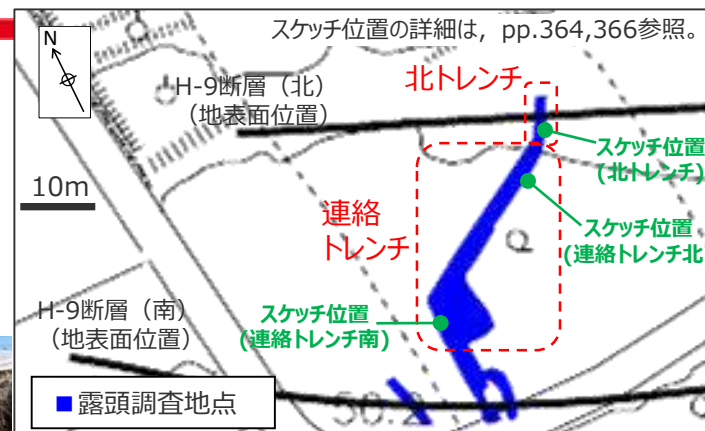 スケッチ位置の詳細は，pp.364,366参照。
N
H-9断層（北）
（地表面位置）
北トレンチ
スケッチ位置
(北トレンチ)
10m
連絡
トレンチ
スケッチ位置
(連絡トレンチ北
H-9断層（南）
（地表面位置）
スケッチ位置
(連絡トレンチ南)
■露頭調査地点
50.2